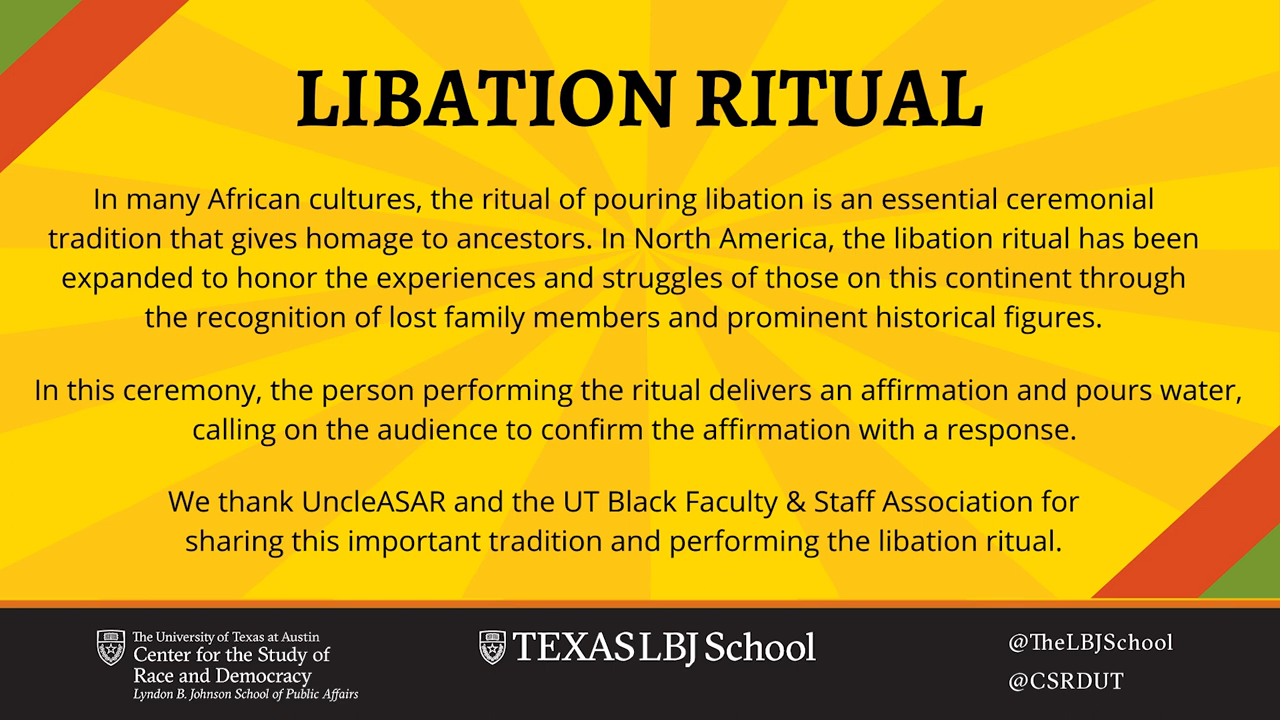 LIBATION RITUAL
In many African cultures, the ritual of pouring libation is an essential ceremonial
tradition that gives homage to ancestors. In North America, the libation ritual has been
expanded to honor the experiences and struggles of those on this continent through
the recognition of lost family members and prominent historical figures.
In this ceremony, the person performing the ritual delivers an affirmation and pours water,
calling on the audience to confirm the affirmation with a response.
We thank UncleASAR and the UT Black Faculty & Staff Association for
sharing this important tradition and performing the libation ritual.
The University of Texas at Austin
Center for the Study of
Race and Democracy
Lyndon B. Johnson School of Public Affairs
TEXAS LBJ School
@TheLBJSchool
@CSRDUT